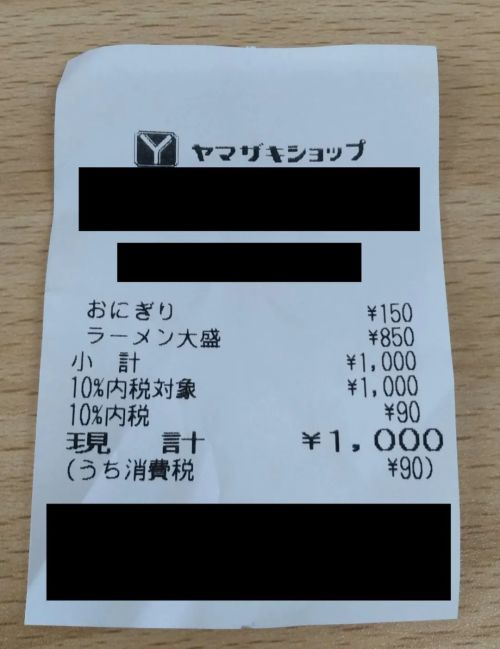 Y ヤマザキショップ
おにぎり ¥150
ラーメン大盛 ¥850
小 計 ¥1,000
10%内税対象 ¥1,000
10%内税 ¥90
現 計 ¥1,000
(うち消費税 ¥90)